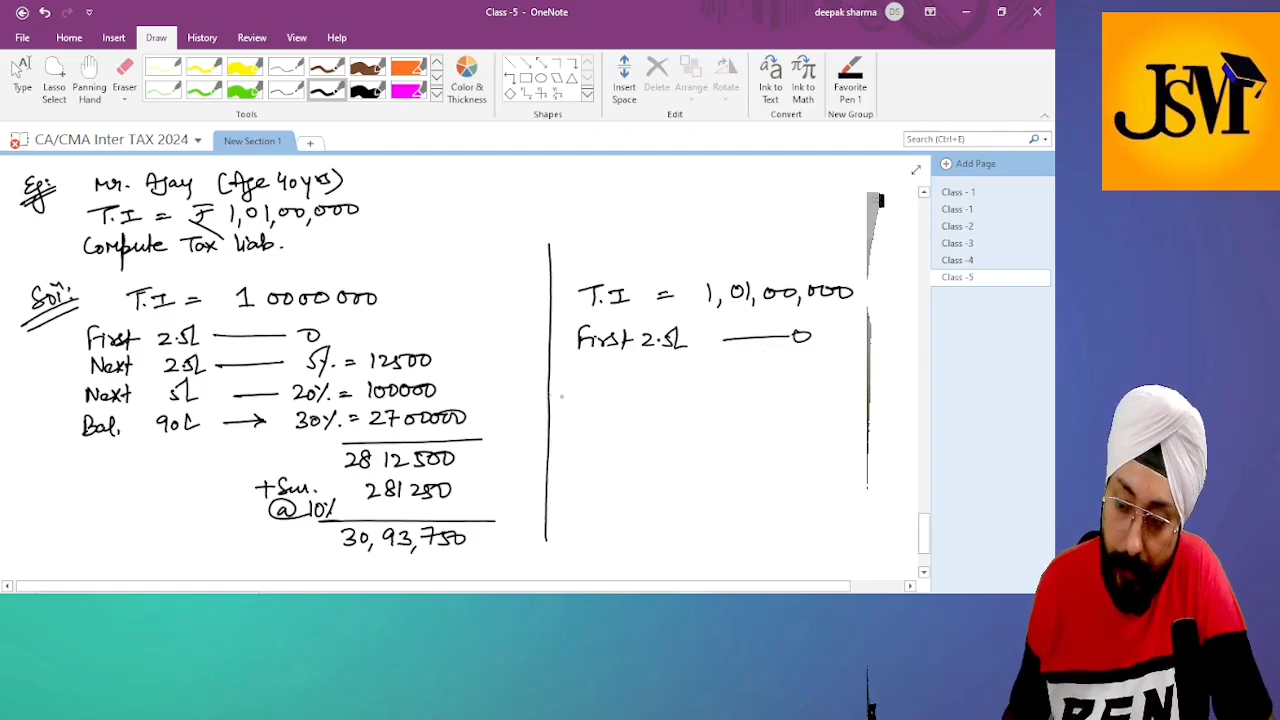 Class -5 - OneNote
deepak sharma DS
File Home Insert Draw History Review View Help
Type
Lasso Select
Panning Hand
Eraser
Color & Thickness
Insert Space
Delete
Arrange
Rotate
Ink to Text
Ink to Math
Favorite Pen 1
Tools
Shapes
Edit
Convert
New Group
CA/CMA Inter TAX 2024
New Section 1
Search (Ctrl+E)
Add Page
Class - 1
Class -1
Class -2
Class -3
Class -4
Class -5
Eg:
Mr. Ajay (Age 40 yrs)
T.I = ₹ 1,01,00,000
Compute Tax liab.
Sol:
T.I = 1 0000000
First 2.5L —— 0
Next 2.5L —— 5% = 12500
Next 5L — 20% = 100000
Bal. 90L → 30% = 2700000
28 12 500
+ Sur. @ 10% 281 250
30,93,750
T.I = 1,01,00,000
First 2.5L —— 0
JSM
PEN